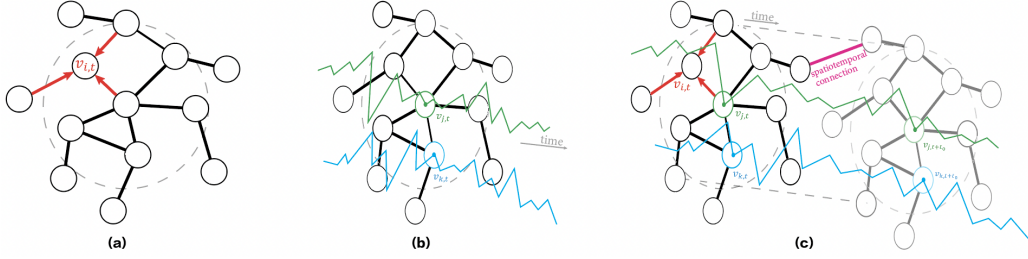 v_{i,t}
(a)
v_{j,t}
v_{k,t}
time
(b)
time
spatiotemporal
connection
v_{i,t}
v_{j,t}
v_{k,t}
v_{j,t+t_0}
v_{k,t+t_0}
(c)